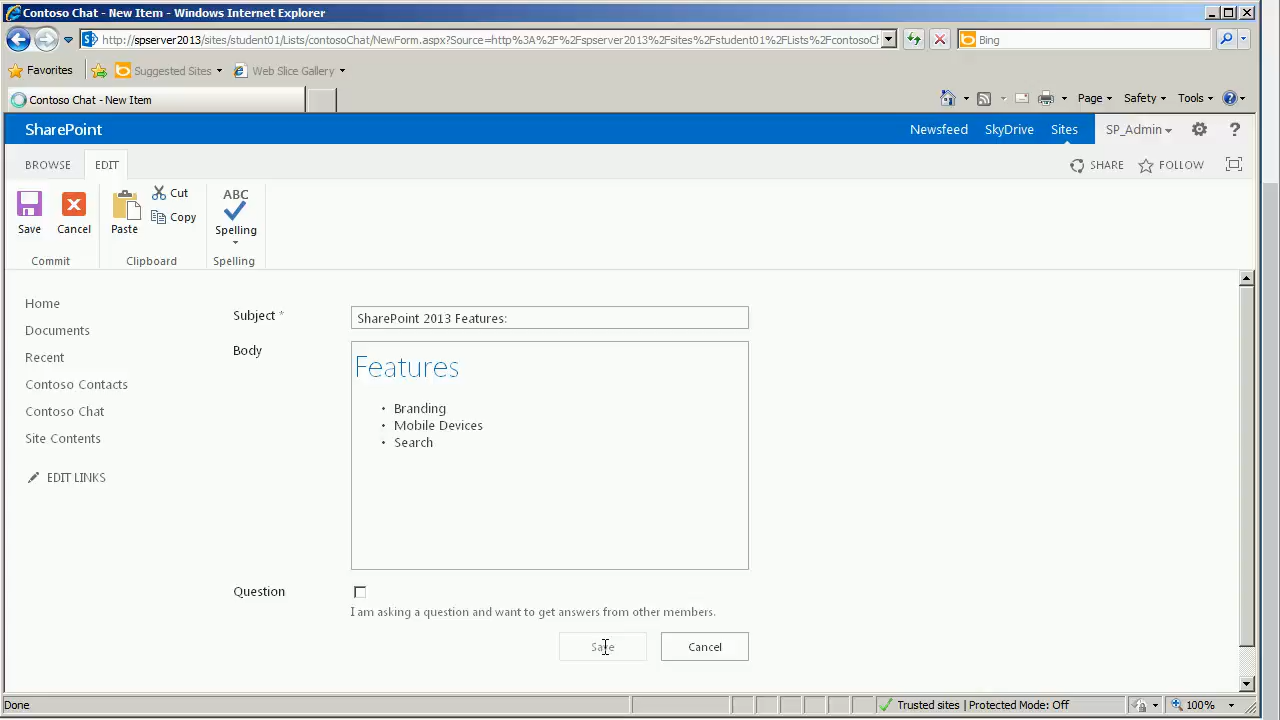 Contoso Chat - New Item - Windows Internet Explorer
http://spserver2013/sites/student01/Lists/contosoChat/NewForm.aspx?Source=http%3A%2F%2Fspserver2013%2Fsites%2Fstudent01%2FLists%2FcontosoCh
Bing
Favorites
Suggested Sites
Web Slice Gallery
Contoso Chat - New Item
Page
Safety
Tools
SharePoint
Newsfeed
SkyDrive
Sites
SP_Admin
BROWSE
EDIT
SHARE
FOLLOW
Save
Cancel
Paste
Cut
Copy
ABC
Spelling
Commit
Clipboard
Spelling
Home
Documents
Recent
Contoso Contacts
Contoso Chat
Site Contents
EDIT LINKS
Subject *
SharePoint 2013 Features:
Body
Features
• Branding
• Mobile Devices
• Search
Question
I am asking a question and want to get answers from other members.
Save
Cancel
Done
Trusted sites | Protected Mode: Off
100%